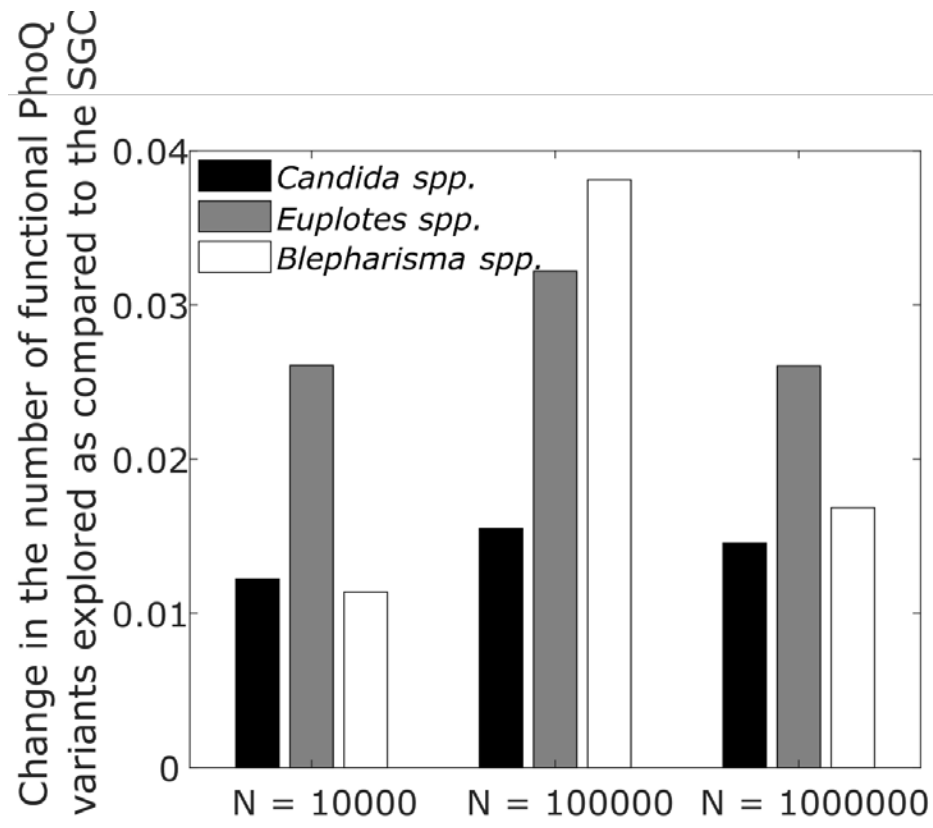 Change in the number of functional PhoQ
variants explored as compared to the SGC
0.04
0.03
0.02
0.01
0
Candida spp.
Euplotes spp.
Blepharisma spp.
N = 10000
N = 100000
N = 1000000